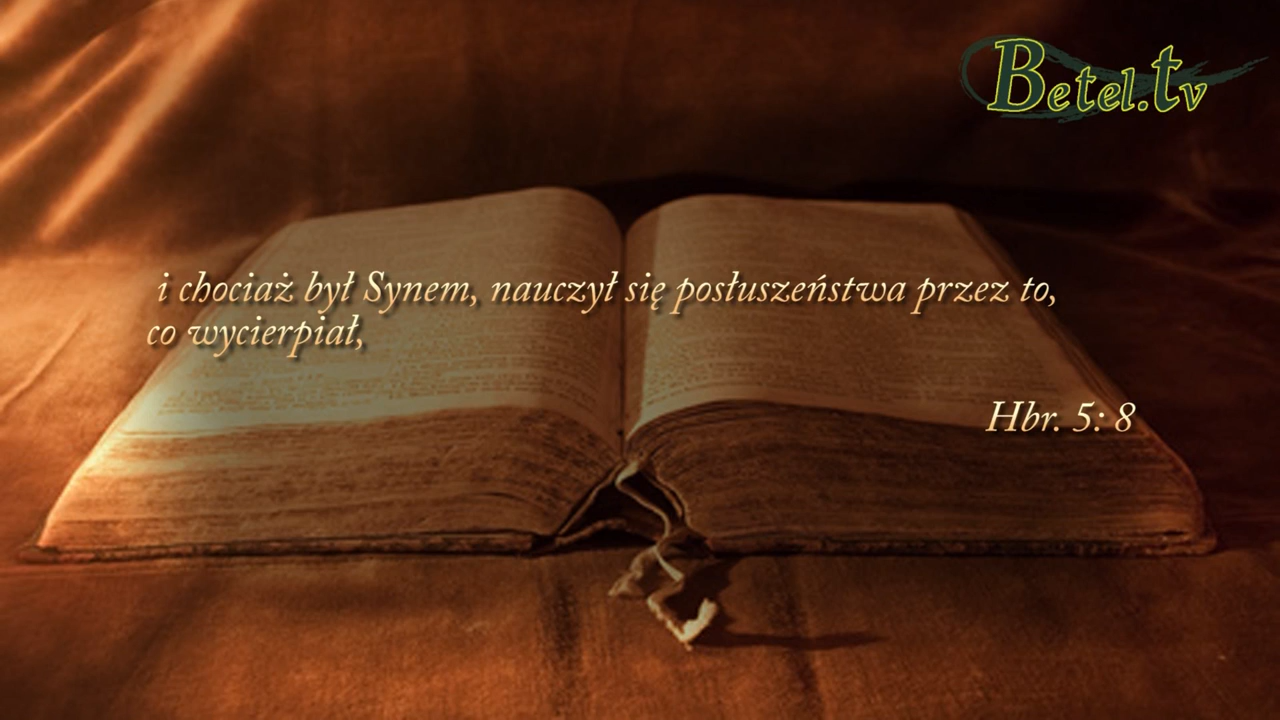 Betel.tv
i chociaż był Synem, nauczył się posłuszeństwa przez to,
co wycierpiał,
Hbr. 5: 8